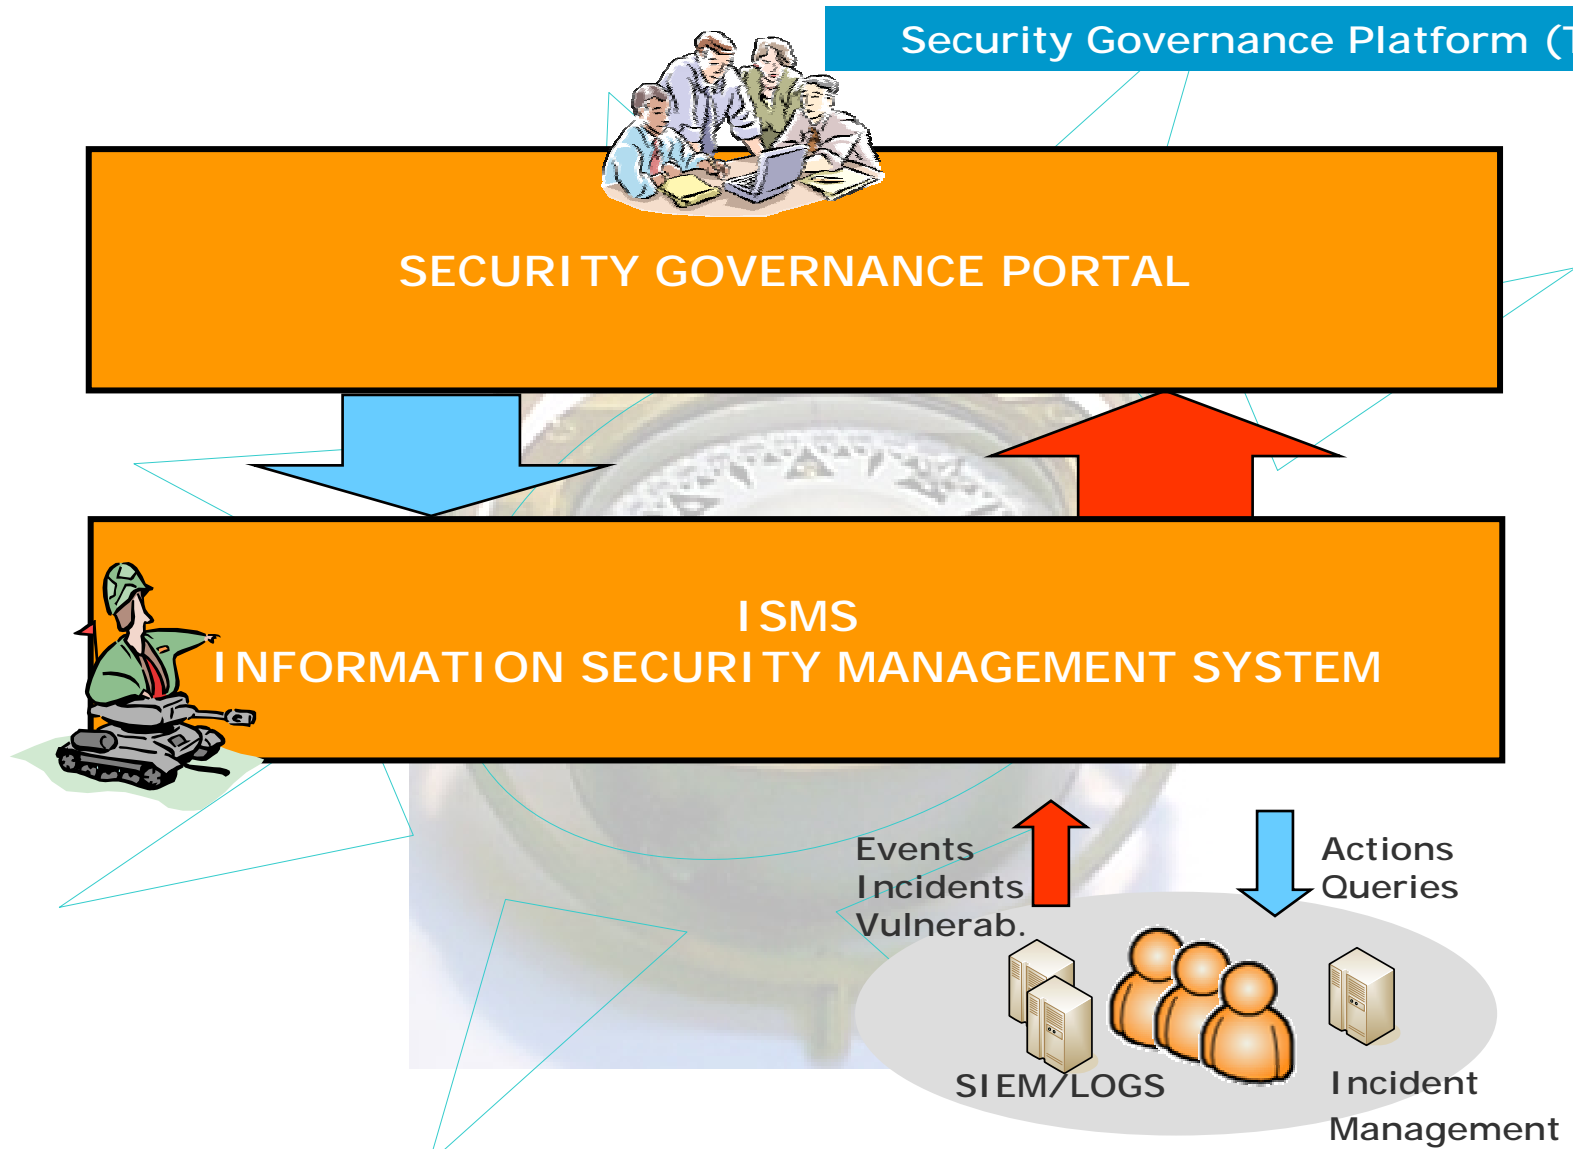 Security Governance Platform (T
SECURITY GOVERNANCE PORTAL
ISMS
INFORMATION SECURITY MANAGEMENT SYSTEM
Events
Incidents
Vulnerab.
Actions
Queries
SIEM/LOGS
Incident
Management